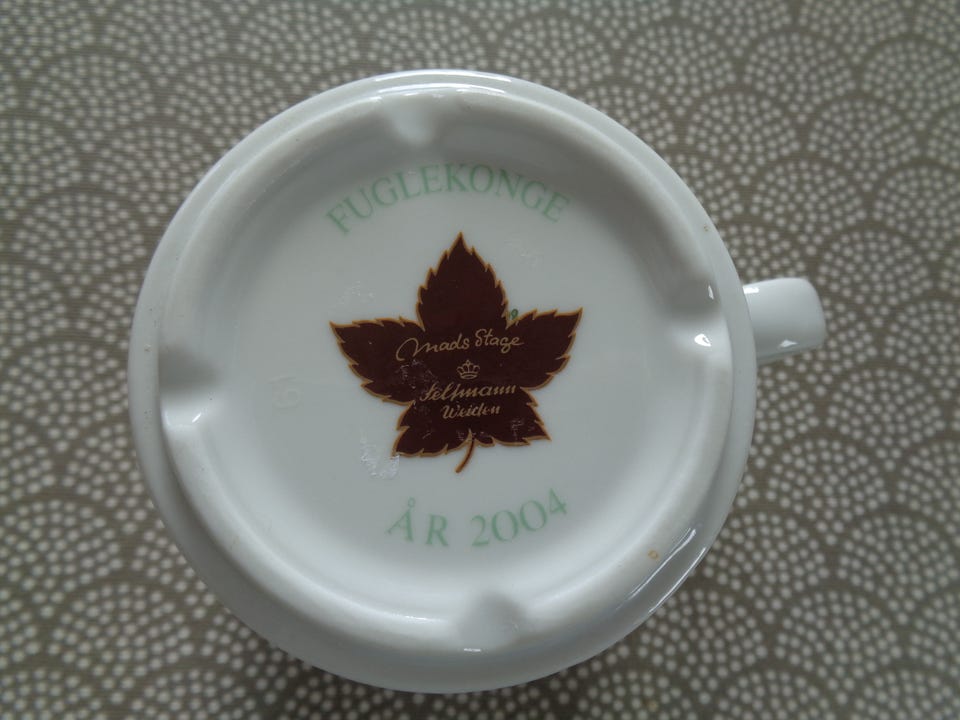 FUGLEKONGE
Mads Stage
Seltmann
Weiden
ÅR 2004